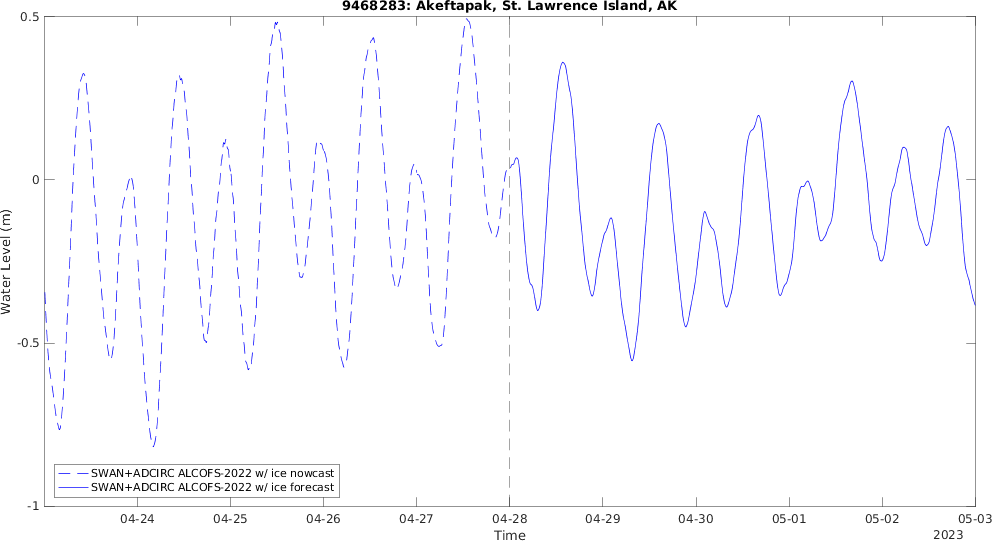 9468283: Akeftapak, St. Lawrence Island, AK
Water Level (m)
0.5
0
-0.5
-1
SWAN+ADCIRC ALCOFS-2022 w/ ice nowcast
SWAN+ADCIRC ALCOFS-2022 w/ ice forecast
04-24 04-25 04-26 04-27 04-28 04-29 04-30 05-01 05-02 05-03
Time
2023